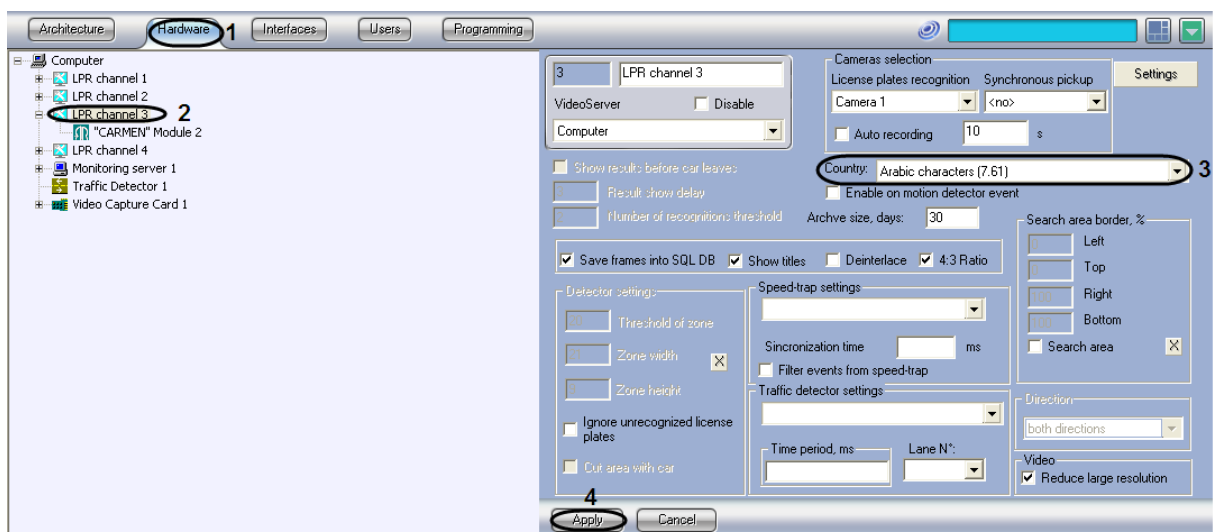 Architecture Hardware 1 Interfaces Users Programming
Computer
LPR channel 1
LPR channel 2
LPR channel 3 2
"CARMEN" Module 2
LPR channel 4
Monitoring server 1
Traffic Detector 1
Video Capture Card 1
3 LPR channel 3
VideoServer Disable
Computer
Cameras selection
License plates recognition Synchronous pickup
Camera 1 <no>
Auto recording 10 s
Settings
Show results before car leaves
Result show delay
Number of recognitions threshold
Country: Arabic characters (7.61) 3
Enable on motion detector event
Archve size, days: 30
Save frames into SQL DB Show titles Deinterlace 4:3 Ratio
Search area border, %
Left
Top
Right
Bottom
Search area X
Detector settings
Threshold of zone
Zone width X
Zone height
Ignore unrecognized license
plates
Cut area with car
Speed-trap settings
Sincronization time ms
Filter events from speed-trap
Traffic detector settings
Time period, ms Lane N°:
Direction
both directions
Video
Reduce large resolution
4
Apply Cancel